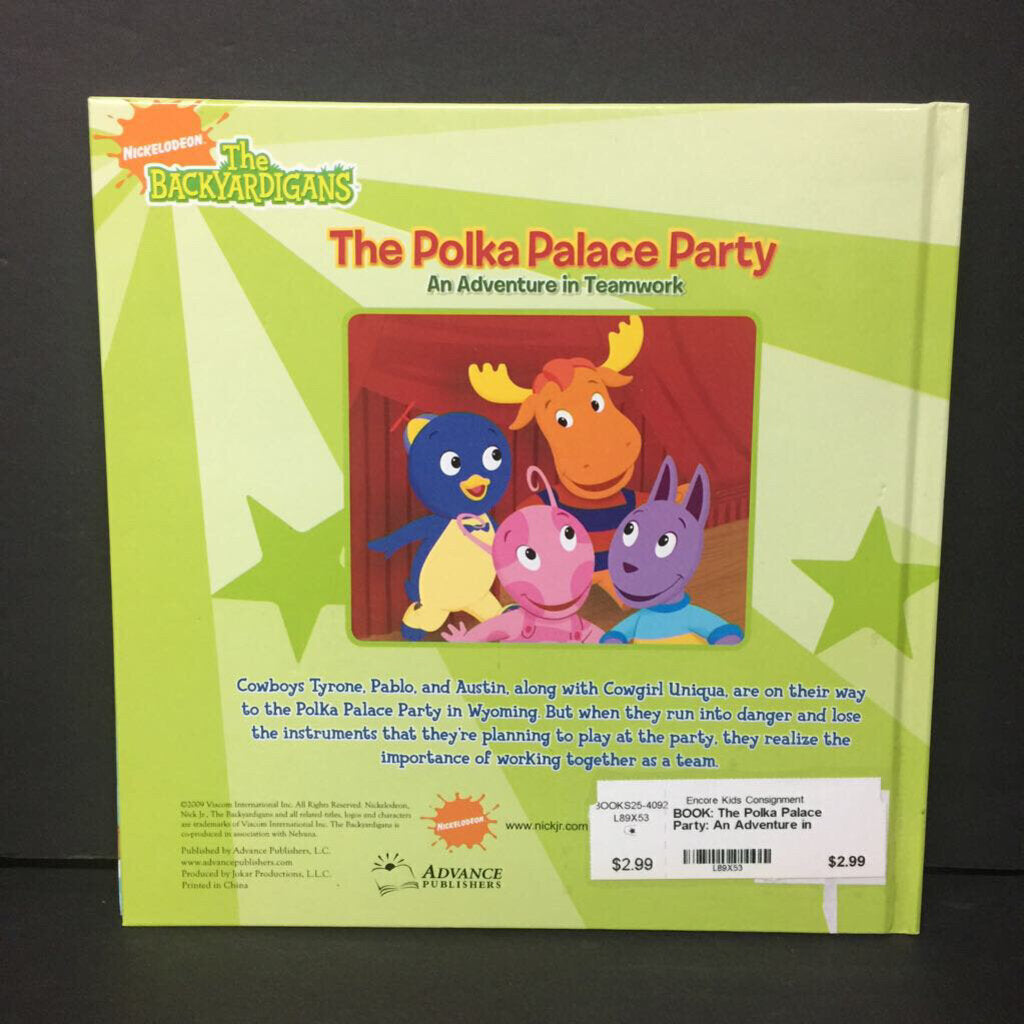 NICKELODEON™
The
BACKYARDIGANS™
The Polka Palace Party
An Adventure in Teamwork
Cowboys Tyrone, Pablo, and Austin, along with Cowgirl Uniqua, are on their way
to the Polka Palace Party in Wyoming. But when they run into danger and lose
the instruments that they're planning to play at the party, they realize the
importance of working together as a team.
©2009 Viacom International Inc. All Rights Reserved. Nickelodeon,
Nick Jr., The Backyardigans and all related titles, logos and characters
are trademarks of Viacom International Inc. The Backyardigans is
co-produced in association with Nelvana.
Published by Advance Publishers, L.C.
www.advancepublishers.com
Produced by Jokar Productions, L.L.C.
Printed in China
NICKELODEON
www.nickjr.com
ADVANCE
PUBLISHERS
BOOKS25-4092
L89X53
$2.99
Encore Kids Consignment
BOOK: The Polka Palace
Party: An Adventure in
L89X53
$2.99